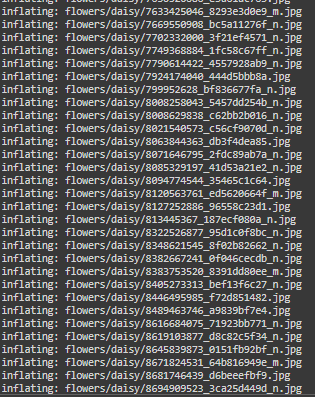 inflating: flowers/daisy/7633425046_8293e3d0e9_m.jpg
inflating: flowers/daisy/7669550908_bc5a11276f_n.jpg
inflating: flowers/daisy/7702332000_3f21ef4571_n.jpg
inflating: flowers/daisy/7749368884_1fc58c67ff_n.jpg
inflating: flowers/daisy/7790614422_4557928ab9_n.jpg
inflating: flowers/daisy/7924174040_444d5bbb8a.jpg
inflating: flowers/daisy/799952628_bf836677fa_n.jpg
inflating: flowers/daisy/8008258043_5457dd254b_n.jpg
inflating: flowers/daisy/8008629838_c62bb2b016_n.jpg
inflating: flowers/daisy/8021540573_c56cf9070d_n.jpg
inflating: flowers/daisy/8063844363_db3f4dea85.jpg
inflating: flowers/daisy/8071646795_2fdc89ab7a_n.jpg
inflating: flowers/daisy/8085329197_41d53a21e2_n.jpg
inflating: flowers/daisy/8094774544_35465c1c64.jpg
inflating: flowers/daisy/8120563761_ed5620664f_m.jpg
inflating: flowers/daisy/8127252886_96558c23d1.jpg
inflating: flowers/daisy/813445367_187ecf080a_n.jpg
inflating: flowers/daisy/8322526877_95d1c0f8bc_n.jpg
inflating: flowers/daisy/8348621545_8f02b82662_n.jpg
inflating: flowers/daisy/8382667241_0f046cecdb_n.jpg
inflating: flowers/daisy/8383753520_8391dd80ee_m.jpg
inflating: flowers/daisy/8405273313_bef13f6c27_n.jpg
inflating: flowers/daisy/8446495985_f72d851482.jpg
inflating: flowers/daisy/8489463746_a9839bf7e4.jpg
inflating: flowers/daisy/8616684075_71923bb771_n.jpg
inflating: flowers/daisy/8619103877_d8c82c5f34_n.jpg
inflating: flowers/daisy/8645839873_0151fb92bf_n.jpg
inflating: flowers/daisy/8671824531_64b816949e_m.jpg
inflating: flowers/daisy/8681746439_d6beeefbf9.jpg
inflating: flowers/daisy/8694909523_3ca25d449d_n.jpg